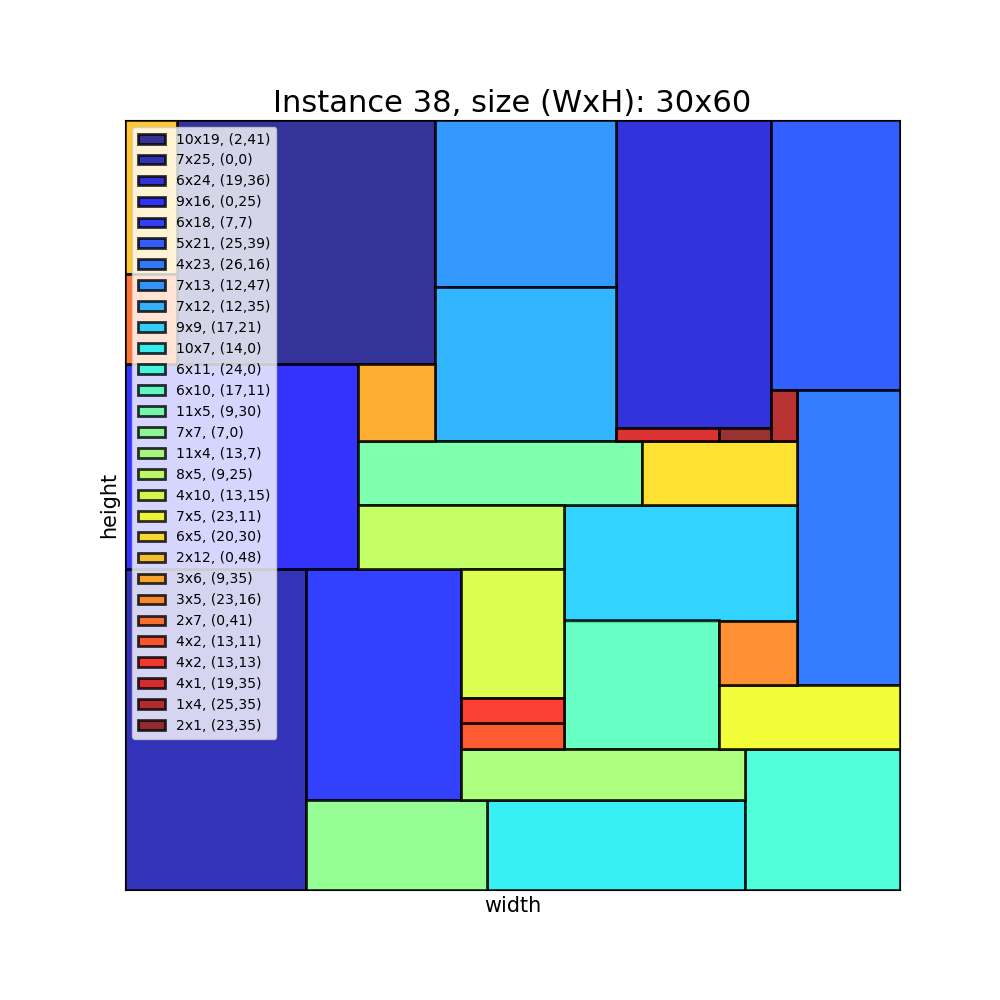 Instance 38, size (WxH): 30x60
10x19, (2,41)
7x25, (0,0)
6x24, (19,36)
9x16, (0,25)
6x18, (7,7)
5x21, (25,39)
4x23, (26,16)
7x13, (12,47)
7x12, (12,35)
9x9, (17,21)
10x7, (14,0)
6x11, (24,0)
6x10, (17,11)
11x5, (9,30)
7x7, (7,0)
11x4, (13,7)
8x5, (9,25)
4x10, (13,15)
7x5, (23,11)
6x5, (20,30)
2x12, (0,48)
3x6, (9,35)
3x5, (23,16)
2x7, (0,41)
4x2, (13,11)
4x2, (13,13)
4x1, (19,35)
1x4, (25,35)
2x1, (23,35)
height
width